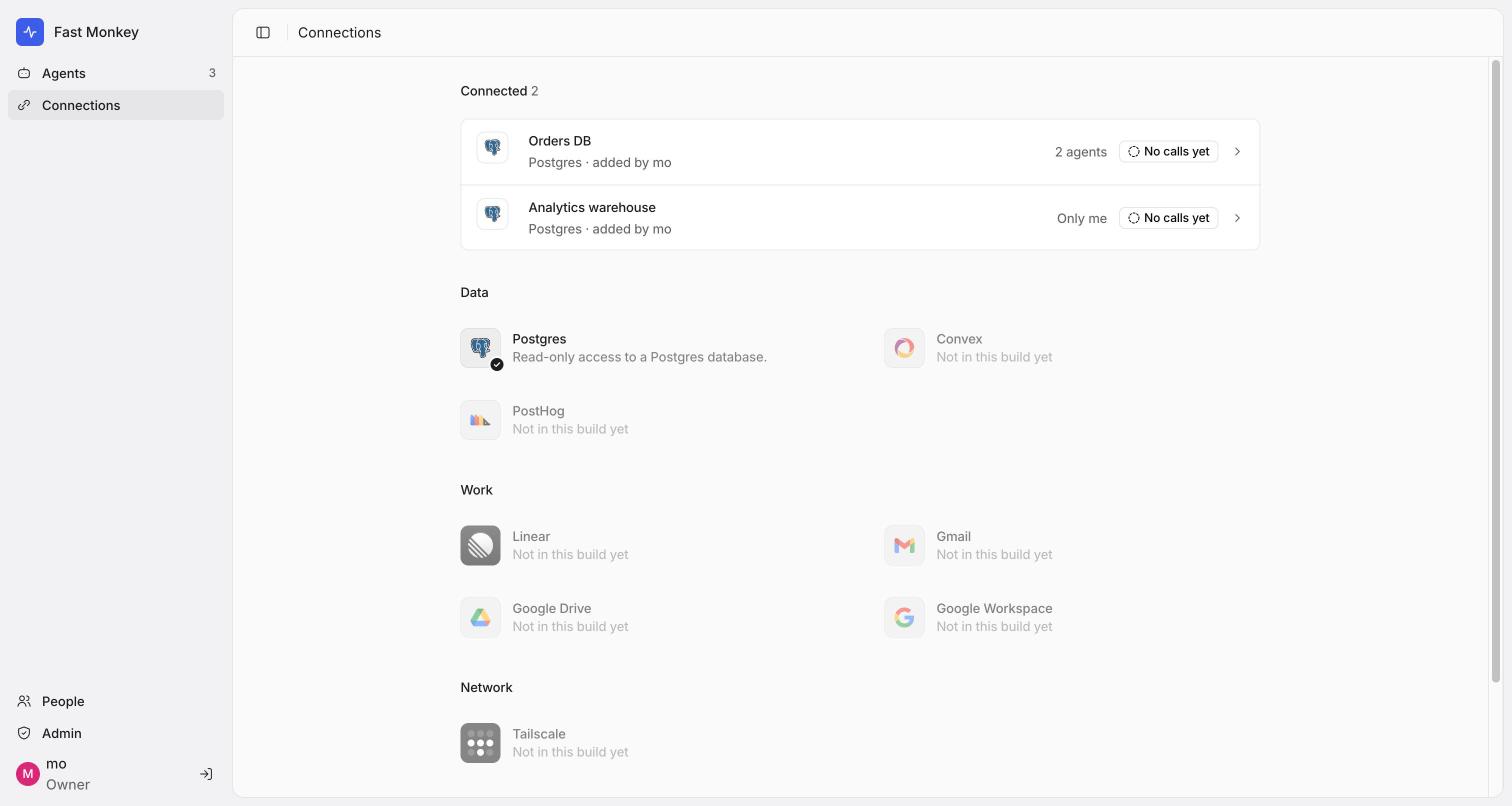 Fast Monkey
Agents 3
Connections
People
Admin
M
mo
Owner
Connections
Connected 2
Orders DB
Postgres · added by mo
2 agents
No calls yet
Analytics warehouse
Postgres · added by mo
Only me
No calls yet
Data
Postgres
Read-only access to a Postgres database.
Convex
Not in this build yet
PostHog
Not in this build yet
Work
Linear
Not in this build yet
Gmail
Not in this build yet
Google Drive
Not in this build yet
Google Workspace
Not in this build yet
Network
Tailscale
Not in this build yet